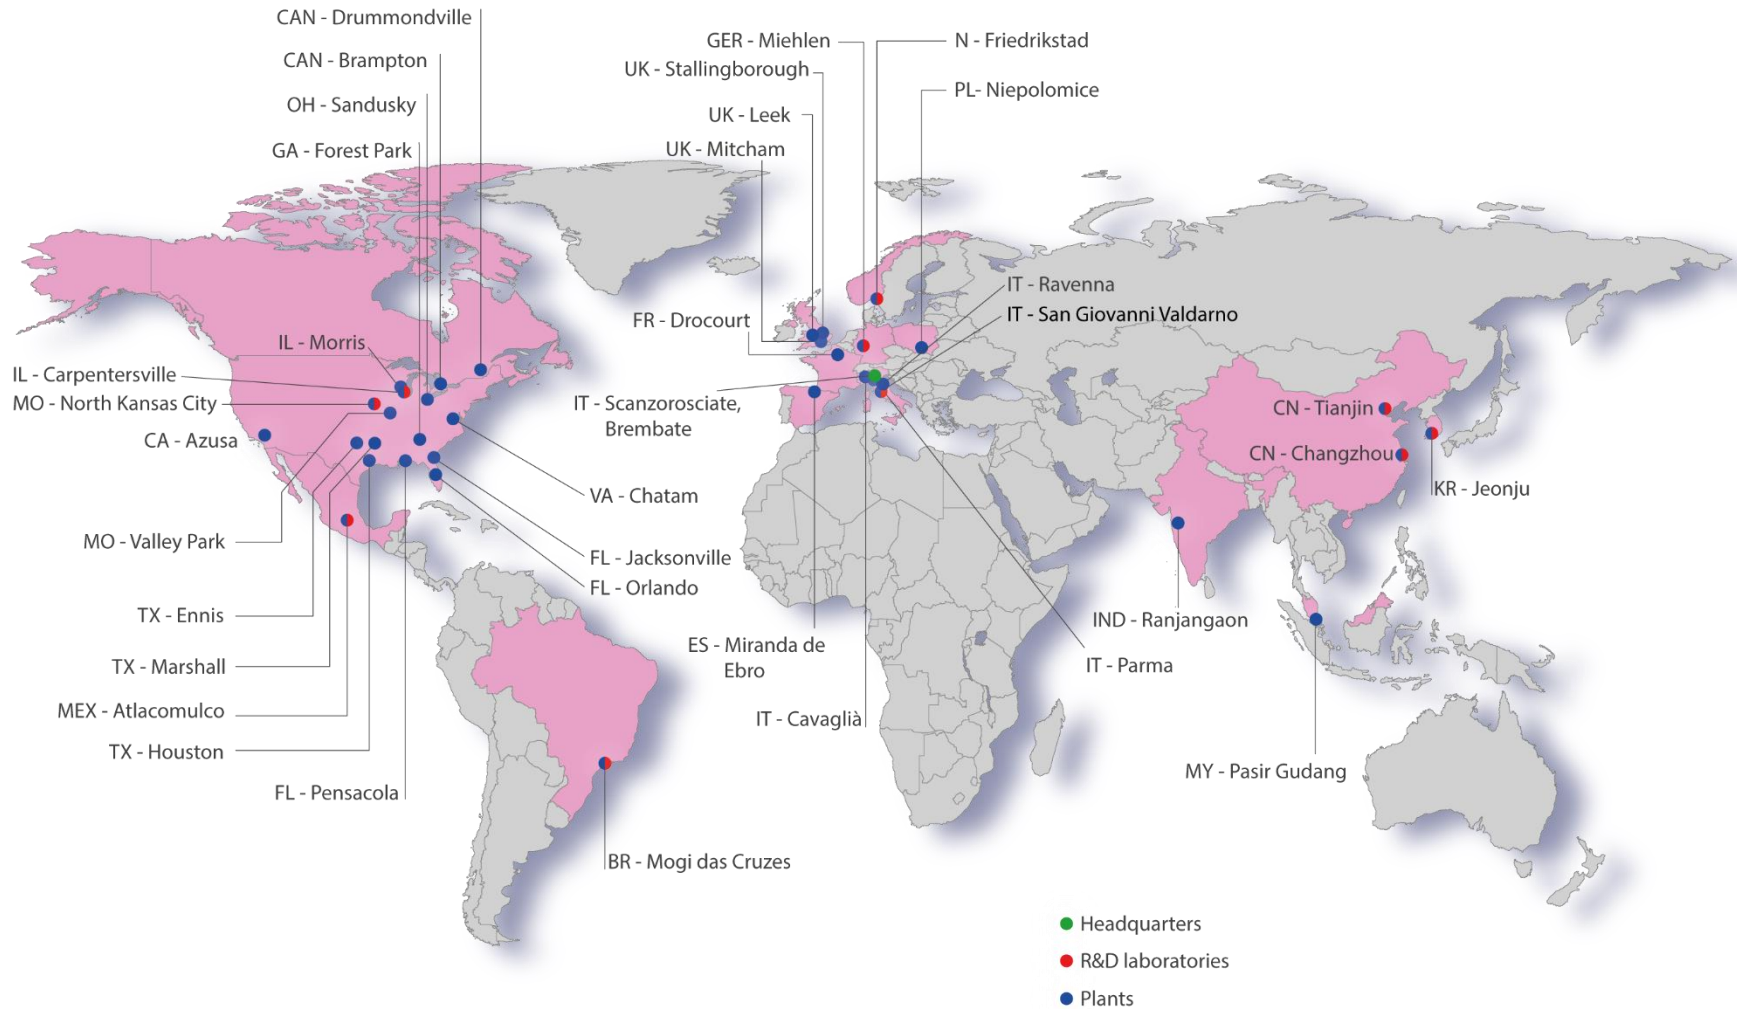 CAN - Drummondville
CAN - Brampton
OH - Sandusky
GA - Forest Park
GER - Miehlen
UK - Stallingborough
UK - Leek
UK - Mitcham
N - Friedrikstad
PL- Niepolomice
IL - Morris
IL - Carpentersville
MO - North Kansas City
CA - Azusa
FR - Drocourt
IT - Ravenna
IT - San Giovanni Valdarno
IT - Scanzorosciate,
Brembate
CN - Tianjin
CN - Changzhou
KR - Jeonju
VA - Chatam
MO - Valley Park
FL - Jacksonville
FL - Orlando
TX - Ennis
TX - Marshall
MEX - Atlacomulco
TX - Houston
FL - Pensacola
ES - Miranda de
Ebro
IT - Cavaglià
IT - Parma
IND - Ranjangaon
MY - Pasir Gudang
BR - Mogi das Cruzes
Headquarters
R&D laboratories
Plants